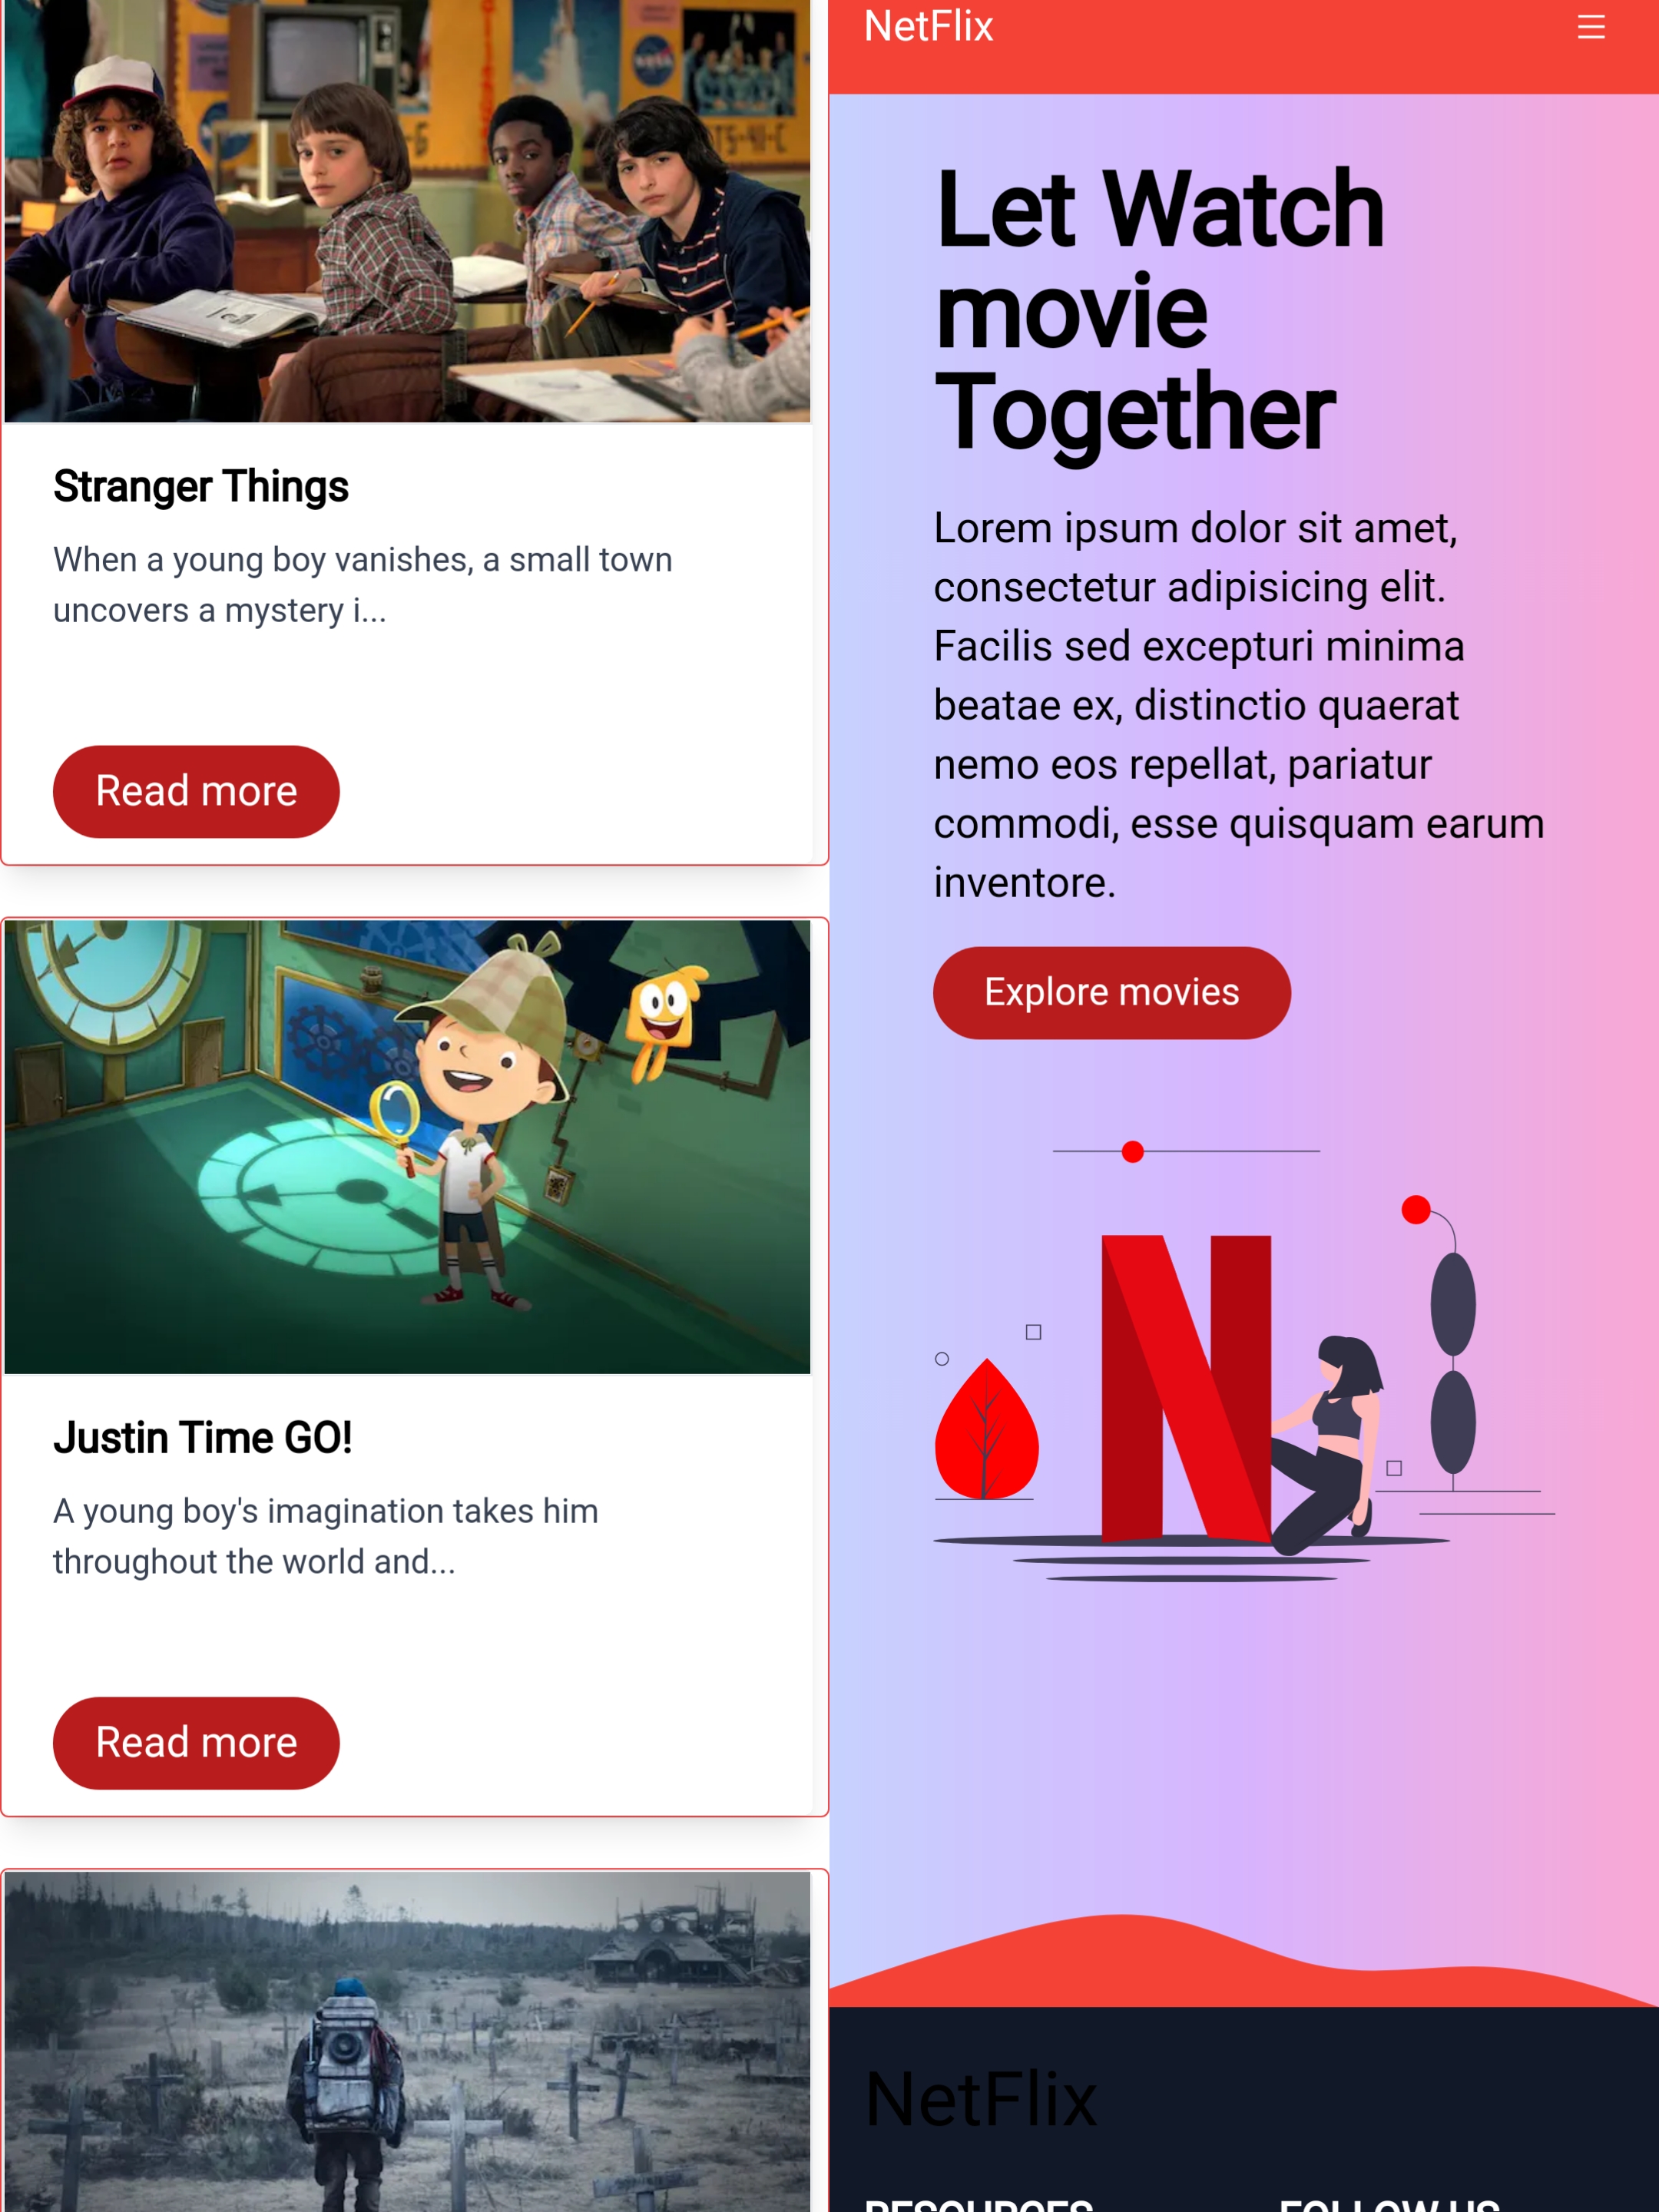 Stranger Things
When a young boy vanishes, a small town
uncovers a mystery i...
Read more
Justin Time GO!
A young boy's imagination takes him
throughout the world and...
Read more
NetFlix
Let Watch
movie
Together
Lorem ipsum dolor sit amet,
consectetur adipisicing elit.
Facilis sed excepturi minima
beatae ex, distinctio quaerat
nemo eos repellat, pariatur
commodi, esse quisquam earum
inventore.
Explore movies
N
NetFlix
RESOURCES
FOLLOW US